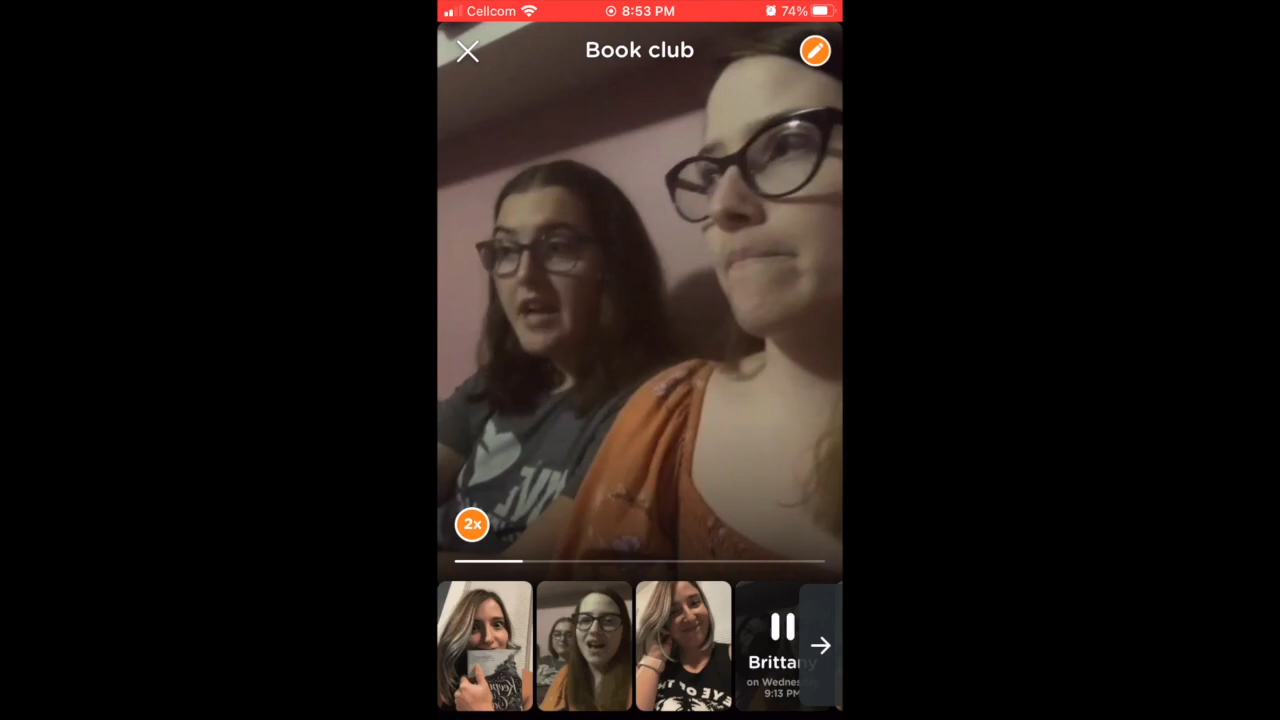 Cellcom 8:53 PM 74%
Book club
2x
Brittany
on Wednes
9:13 PM